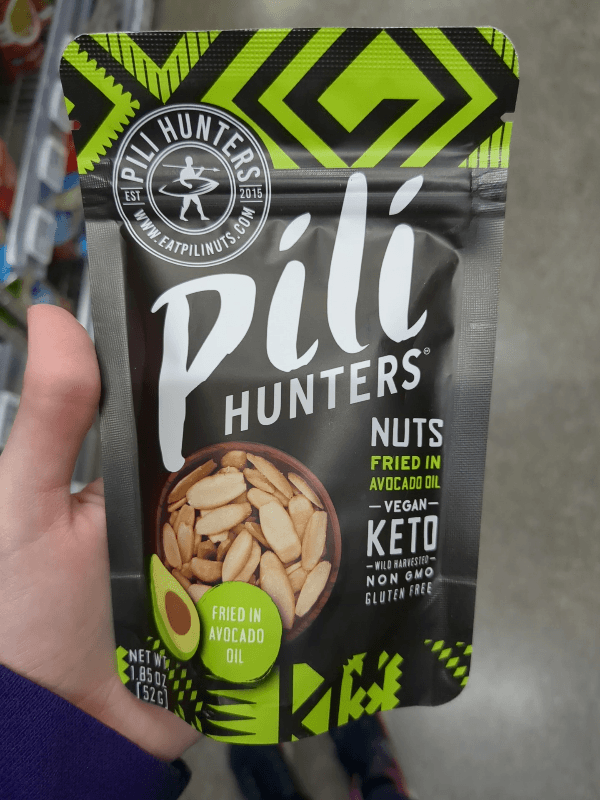 PILI HUNTERS
EST 2015
WWW.EATPILINUTS.COM
pili
HUNTERS®
NUTS
FRIED IN
AVOCADO OIL
—VEGAN—
KETO
—WILD HARVESTED—
NON GMO
GLUTEN FREE
FRIED IN
AVOCADO
OIL
NET WT
1.85 OZ
(52G)